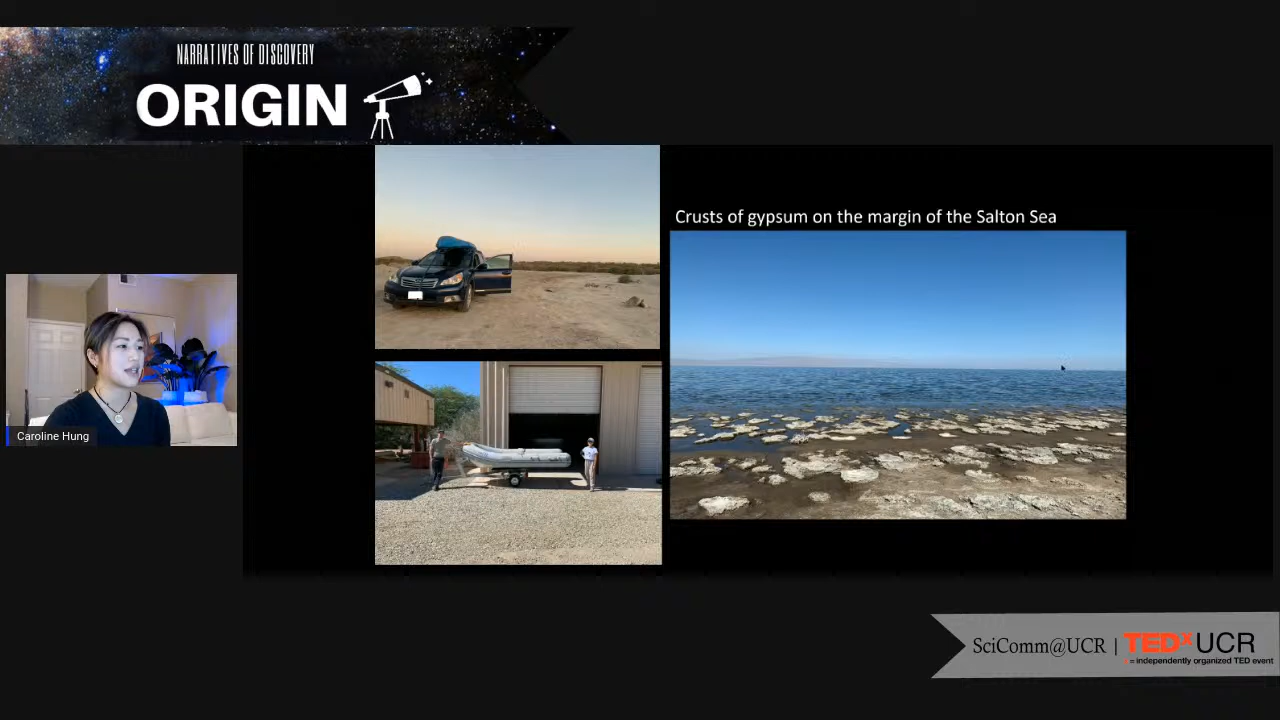 NARRATIVES OF DISCOVERY
ORIGIN
Crusts of gypsum on the margin of the Salton Sea
Caroline Hung
SciComm@UCR | TEDxUCR
x = independently organized TED event